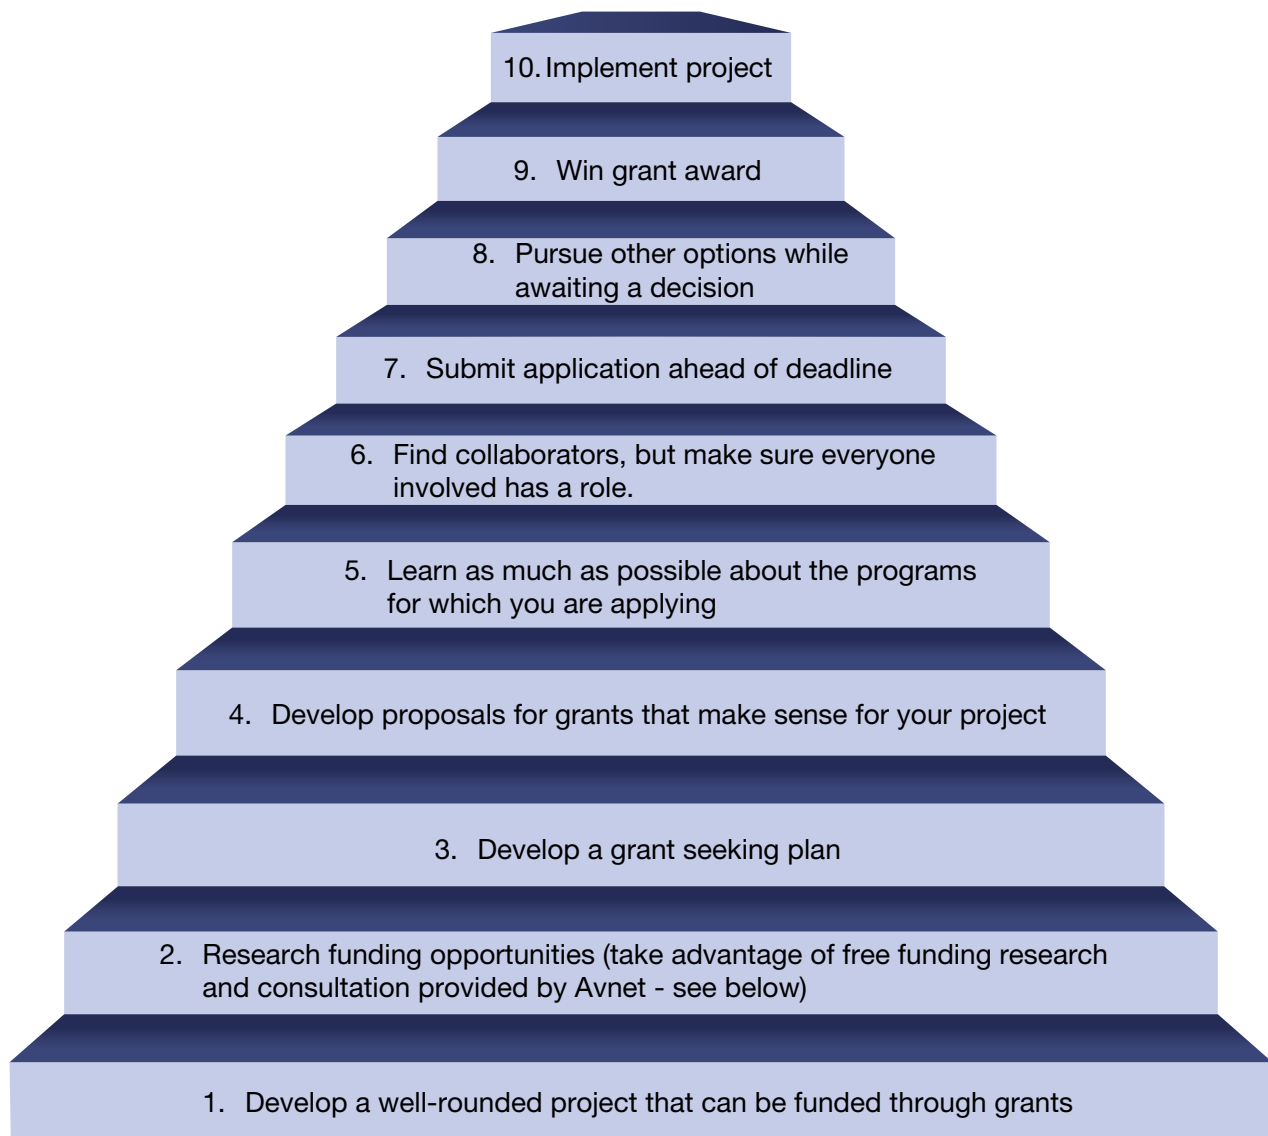 10. Implement project
9. Win grant award
8. Pursue other options while
awaiting a decision
7. Submit application ahead of deadline
6. Find collaborators, but make sure everyone
involved has a role.
5. Learn as much as possible about the programs
for which you are applying
4. Develop proposals for grants that make sense for your project
3. Develop a grant seeking plan
2. Research funding opportunities (take advantage of free funding research
and consultation provided by Avnet - see below)
1. Develop a well-rounded project that can be funded through grants